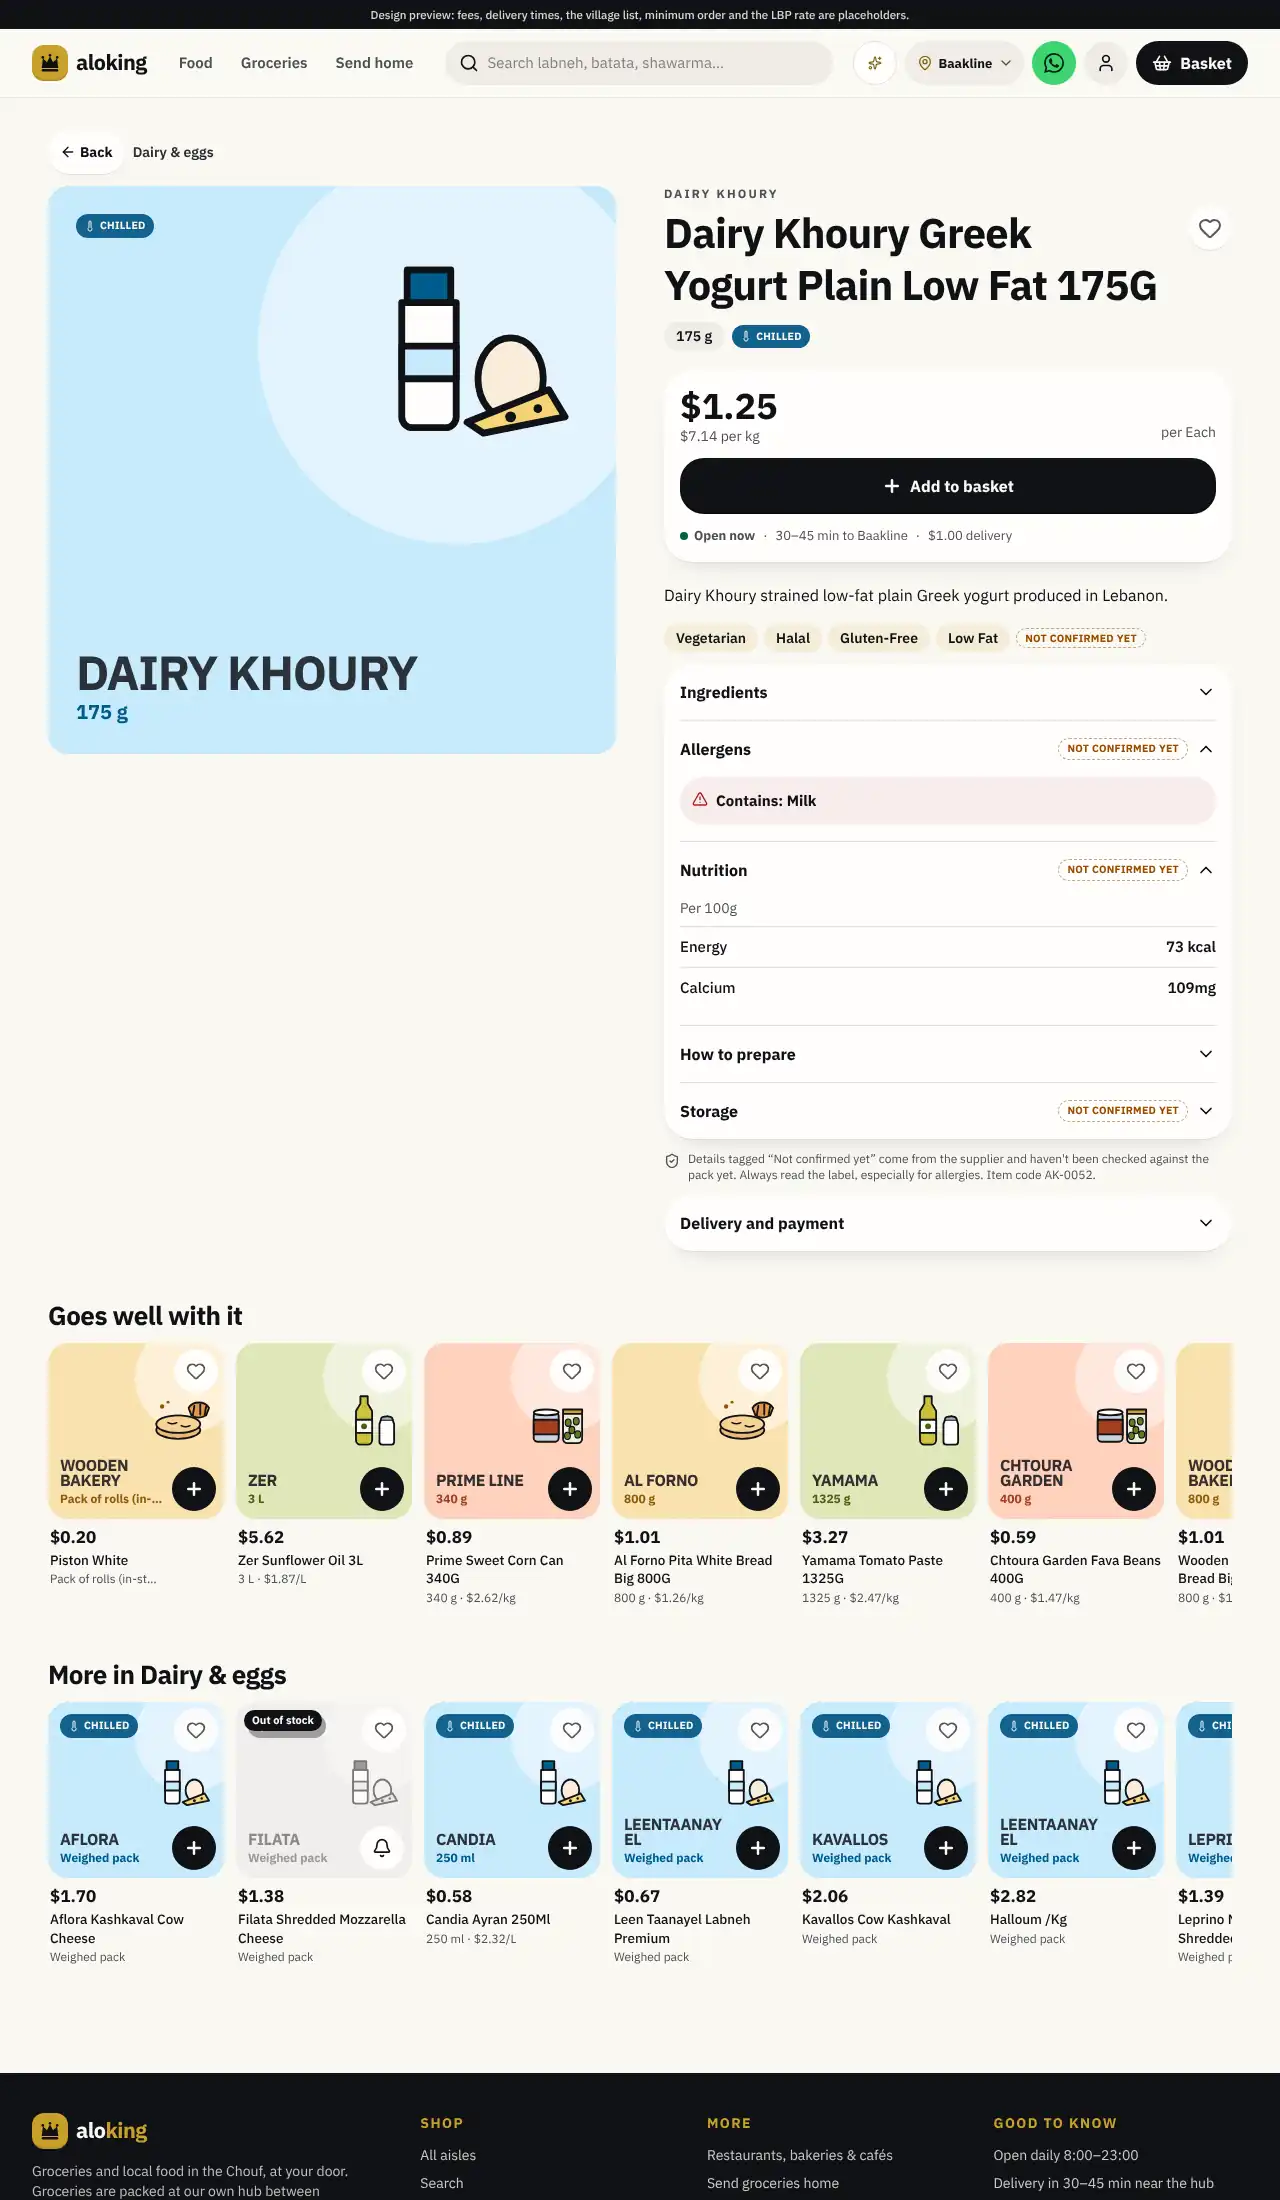 Design preview: fees, delivery times, the village list, minimum order and the LBP rate are placeholders.
aloking
Food
Groceries
Send home
Search labneh, batata, shawarma...
Baakline
Basket
Back
Dairy & eggs
CHILLED
DAIRY KHOURY
175 g
DAIRY KHOURY
Dairy Khoury Greek
Yogurt Plain Low Fat 175G
175 g
CHILLED
$1.25
$7.14 per kg
per Each
Add to basket
Open now · 30–45 min to Baakline · $1.00 delivery
Dairy Khoury strained low-fat plain Greek yogurt produced in Lebanon.
Vegetarian
Halal
Gluten-Free
Low Fat
NOT CONFIRMED YET
Ingredients
Allergens
NOT CONFIRMED YET
Contains: Milk
Nutrition
NOT CONFIRMED YET
Per 100g
Energy
73 kcal
Calcium
109mg
How to prepare
Storage
NOT CONFIRMED YET
Details tagged “Not confirmed yet” come from the supplier and haven't been checked against the
pack yet. Always read the label, especially for allergies. Item code AK-0052.
Delivery and payment
Goes well with it
WOODEN
BAKERY
Pack of rolls (in-...
$0.20
Piston White
Pack of rolls (in-st...
ZER
3 L
$5.62
Zer Sunflower Oil 3L
3 L · $1.87/L
PRIME LINE
340 g
$0.89
Prime Sweet Corn Can
340G
340 g · $2.62/kg
AL FORNO
800 g
$1.01
Al Forno Pita White Bread
Big 800G
800 g · $1.26/kg
YAMAMA
1325 g
$3.27
Yamama Tomato Paste
1325G
1325 g · $2.47/kg
CHTOURA
GARDEN
400 g
$0.59
Chtoura Garden Fava Beans
400G
400 g · $1.47/kg
WOOD
BAKE
800 g
$1.01
Wooden
Bread Big
800 g · $1
More in Dairy & eggs
CHILLED
AFLORA
Weighed pack
$1.70
Aflora Kashkaval Cow
Cheese
Weighed pack
Out of stock
FILATA
Weighed pack
$1.38
Filata Shredded Mozzarella
Cheese
Weighed pack
CHILLED
CANDIA
250 ml
$0.58
Candia Ayran 250Ml
250 ml · $2.32/L
CHILLED
LEENTAANAY
EL
Weighed pack
$0.67
Leen Taanayel Labneh
Premium
Weighed pack
CHILLED
KAVALLOS
Weighed pack
$2.06
Kavallos Cow Kashkaval
Weighed pack
CHILLED
LEENTAANAY
EL
Weighed pack
$2.82
Halloum /Kg
Weighed pack
CHI
LEPRI
Weighe
$1.39
Leprino
Shredde
Weighed
aloking
Groceries and local food in the Chouf, at your door.
Groceries are packed at our own hub between
SHOP
All aisles
Search
MORE
Restaurants, bakeries & cafés
Send groceries home
GOOD TO KNOW
Open daily 8:00–23:00
Delivery in 30–45 min near the hub